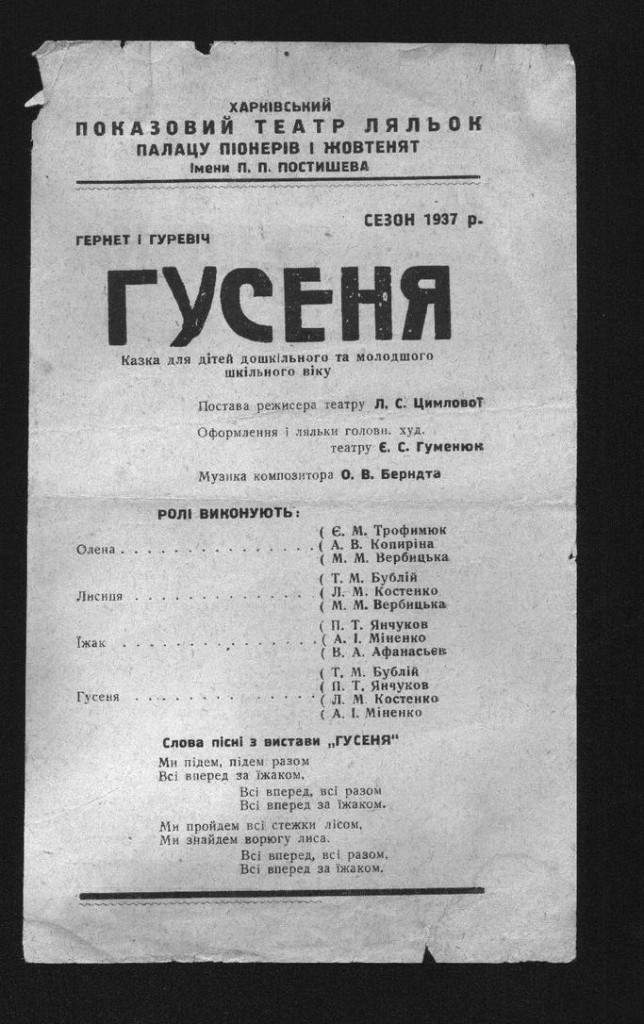 ХАРКІВСЬКИЙ
ПОКАЗОВИЙ ТЕАТР ЛЯЛЬОК
ПАЛАЦУ ПІОНЕРІВ І ЖОВТЕНЯТ
імени П. П. ПОСТИШЕВА
СЕЗОН 1937 р.
ГЕРНЕТ І ГУРЕВІЧ
ГУСЕНЯ
Казка для дітей дошкільного та молодшого
шкільного віку
Постава режисера театру Л. С. Цимлової
Оформлення і ляльки головн. худ.
театру Є. С. Гуменюк
Музика композитора О. В. Берндта
РОЛІ ВИКОНУЮТЬ:
( Є. М. Трофимюк
Олена . . . . . . . . . . . . . . ( А. В. Копиріна
( М. М. Вербицька
( Т. М. Бублій
Лисиця . . . . . . . . . . . . . ( Л. М. Костенко
( М. М. Вербицька
( П. Т. Янчуков
Їжак . . . . . . . . . . . . . . ( А. І. Міненко
( В. А. Афанасьєв
( Т. М. Бублій
( П. Т. Янчуков
Гусеня . . . . . . . . . . . . . ( Л. М. Костенко
( А. І. Міненко
Слова пісні з вистави „ГУСЕНЯ"
Ми підем, підем разом
Всі вперед за їжаком,
Всі вперед, всі разом
Всі вперед за їжаком.
Ми пройдем всі стежки лісом,
Ми знайдем ворюгу лиса.
Всі вперед, всі разом,
Всі вперед за їжаком.